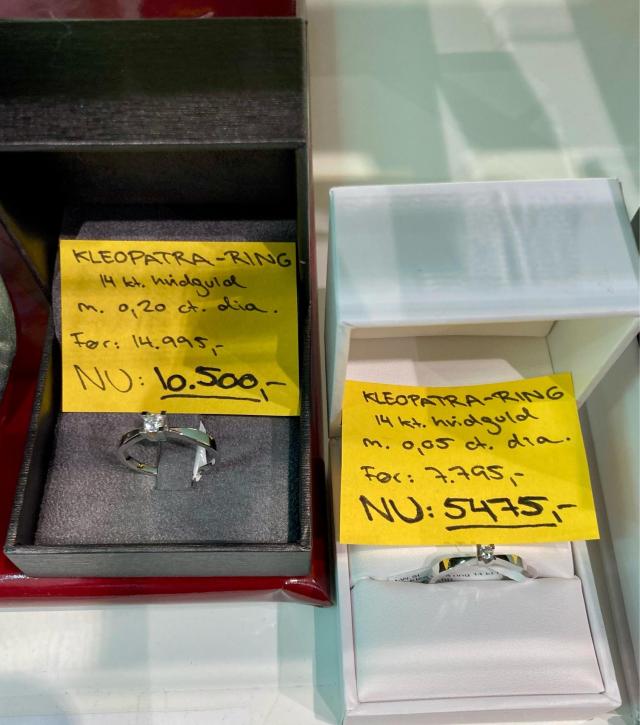 KLEOPATRA-RING
14 kt. hvidguld
m. 0,20 ct. dia.
Før: 14.995,-
NU: 10.500,-
KLEOPATRA-RING
14 kt. hvidguld
m. 0,05 ct. dia.
Før: 7.795,-
NU: 5475,-